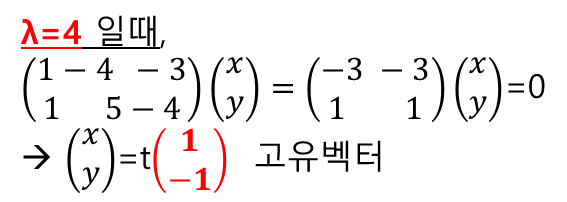 λ=4 일때,
(1 − 4 − 3) (x) = (−3 − 3) (x)
(1 5 − 4) (y) = (1 1) (y) =0
→ (x) =t (1) 고유벡터
(y) (−1)